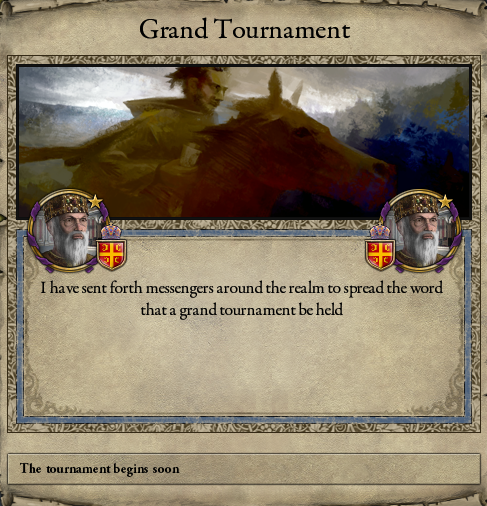 Grand Tournament
I have sent forth messengers around the realm to spread the word
that a grand tournament be held
The tournament begins soon